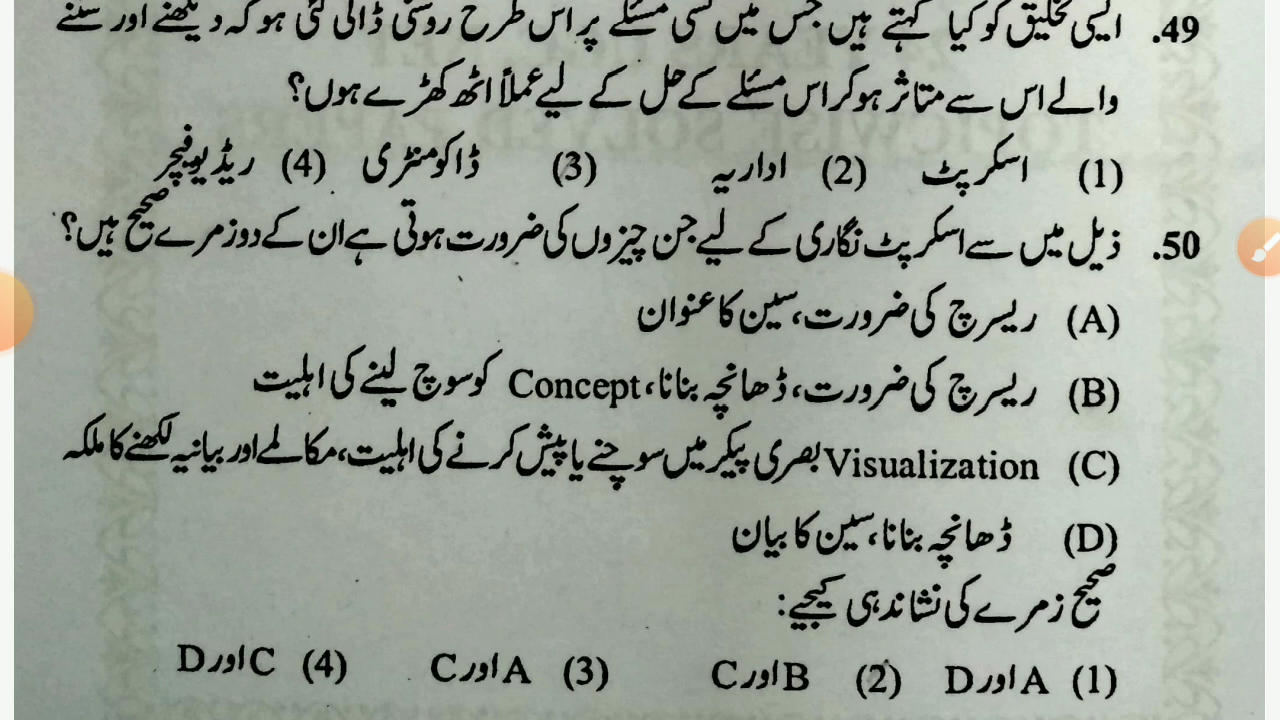 49. ایسی تخلیق کو کیا کہتے ہیں جس میں کسی مسئلے پر اس طرح روشنی ڈالی گئی ہو کہ دیکھنے اور سننے
والے اس سے متاثر ہو کر اس مسئلے کے حل کے لیے عملاً اٹھ کھڑے ہوں؟
(1) اسکرپٹ (2) اداریہ (3) ڈاکومنٹری (4) ریڈیو فیچر
50. ذیل میں سے اسکرپٹ نگاری کے لیے جن چیزوں کی ضرورت ہوتی ہے ان کے دو زمرے صحیح ہیں؟
(A) ریسرچ کی ضرورت، سین کا عنوان
(B) ریسرچ کی ضرورت، ڈھانچہ بنانا، Concept کو سوچ لینے کی اہلیت
(C) Visualization بصری پیکر میں سوچنے یا پیش کرنے کی اہلیت، مکالمے اور بیانیہ لکھنے کا ملکہ
(D) ڈھانچہ بنانا، سین کا بیان
صحیح زمرے کی نشاندہی کیجیے:
(1) A اور D (2) B اور C (3) A اور C (4) C اور D